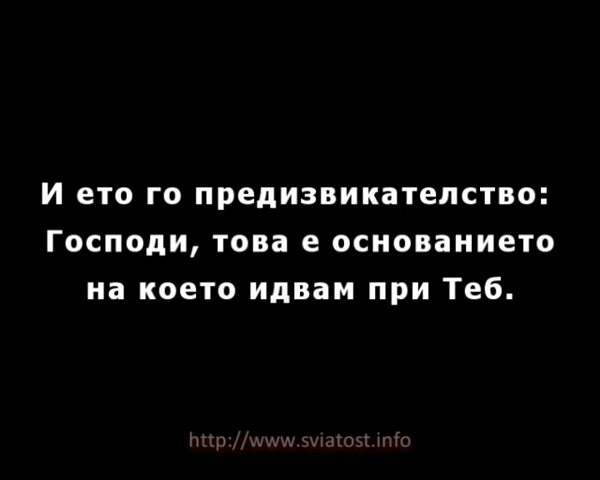 И ето го предизвикателство:
Господи, това е основанието
на което идвам при Теб.
http://www.sviatost.info